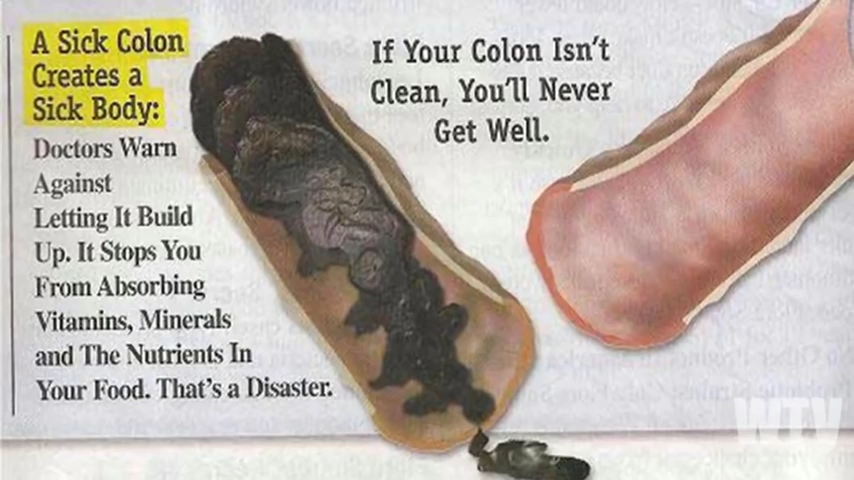 A Sick Colon
Creates a
Sick Body:
Doctors Warn
Against
Letting It Build
Up. It Stops You
From Absorbing
Vitamins, Minerals
and The Nutrients In
Your Food. That's a Disaster.
If Your Colon Isn't
Clean, You'll Never
Get Well.
WTV